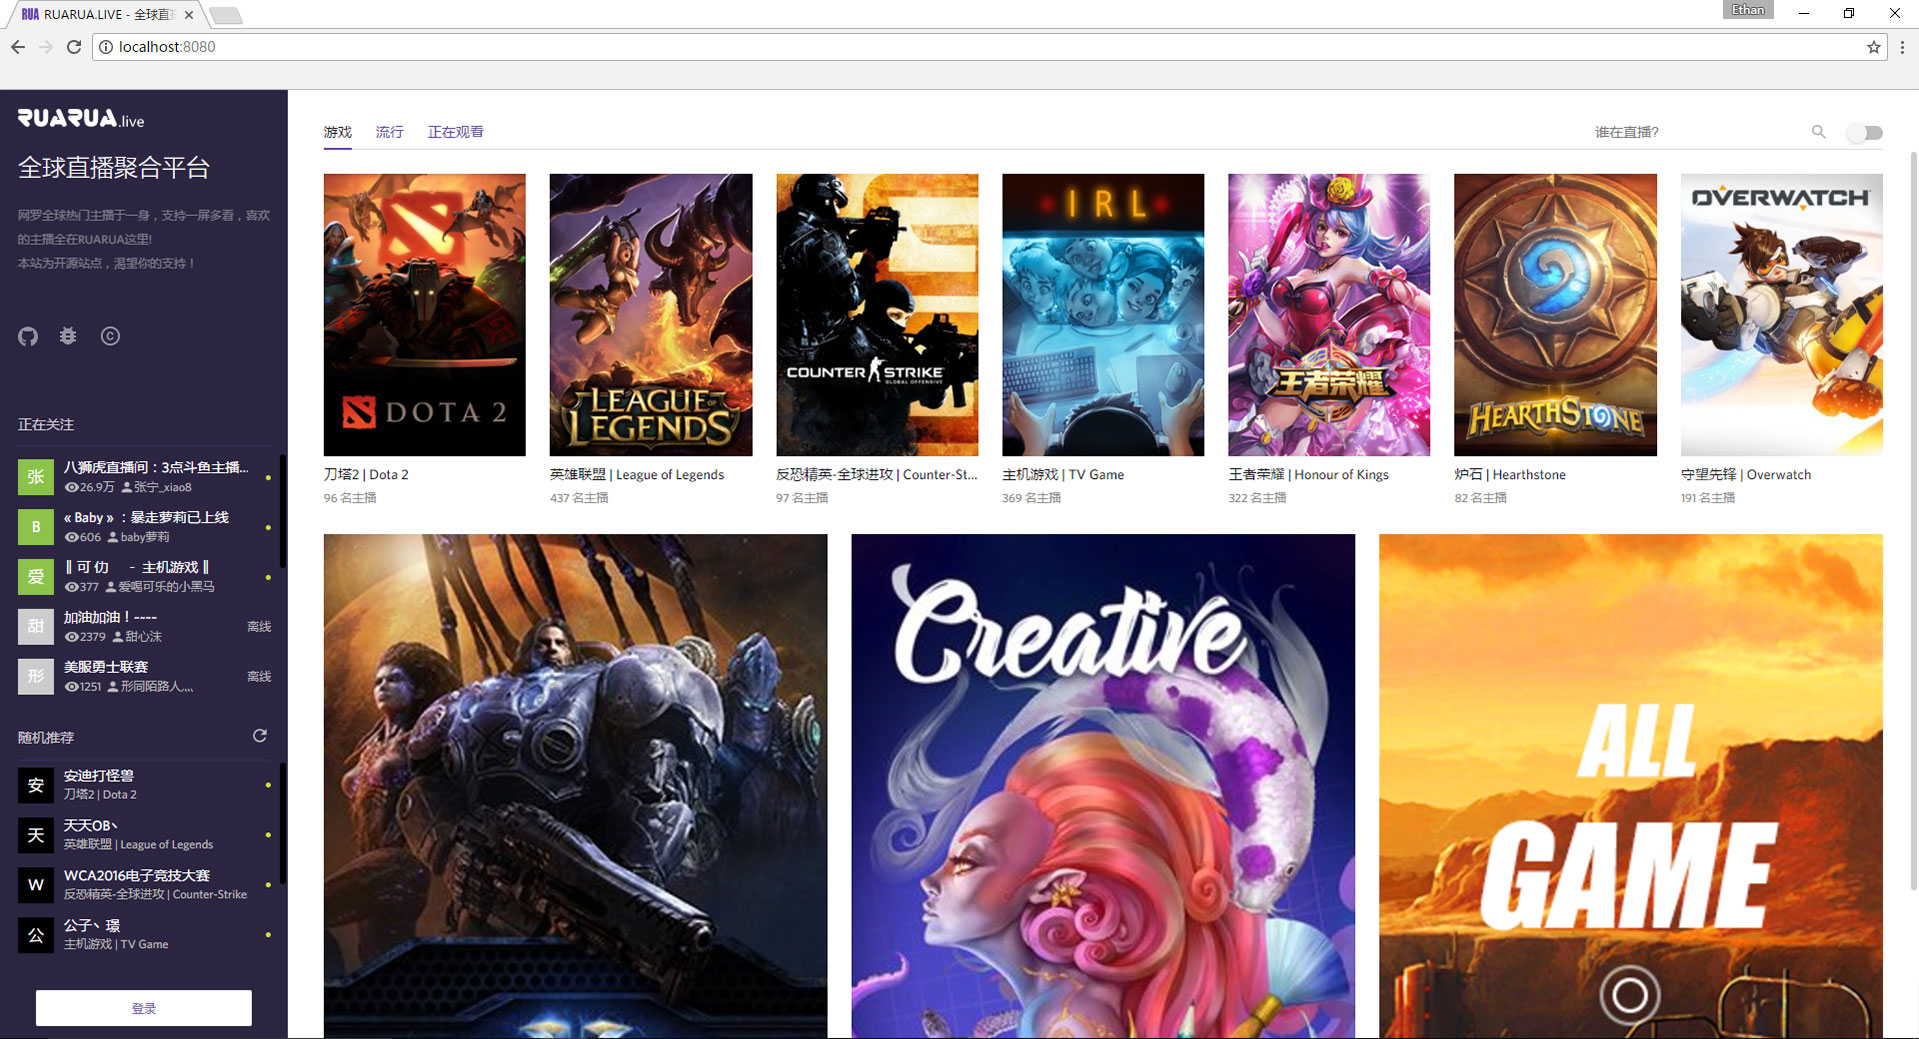 RUA RUARUA.LIVE - 全球直
Ethan
localhost:8080
RUARUA.live
全球直播聚合平台
网罗全球热门主播于一身，支持一屏多看，喜欢
的主播全在RUARUA这里!
本站为开源站点，渴望你的支持！
正在关注
张
八狮虎直播间：3点斗鱼主播...
26.9万 张宁_xiao8
B
« Baby » ：暴走萝莉已上线
606 baby萝莉
爱
‖ 可 仂 - 主机游戏 ‖
377 爱喝可乐的小黑马
甜
加油加油！~~~~
2379 甜心沫
离线
形
美服勇士联赛
1251 形同陌路人,,,,
离线
随机推荐
安
安迪打怪兽
刀塔2 | Dota 2
天
天天OB丶
英雄联盟 | League of Legends
W
WCA2016电子竞技大赛
反恐精英-全球进攻 | Counter-Strike
公
公子丶璟
主机游戏 | TV Game
登录
游戏 流行 正在观看
谁在直播?
DOTA 2
LEAGUE OF LEGENDS
COUNTER STRIKE
GLOBAL OFFENSIVE
IRL
王者荣耀
HEARTHSTONE
OVERWATCH
刀塔2 | Dota 2
96 名主播
英雄联盟 | League of Legends
437 名主播
反恐精英-全球进攻 | Counter-St...
97 名主播
主机游戏 | TV Game
369 名主播
王者荣耀 | Honour of Kings
322 名主播
炉石 | Hearthstone
82 名主播
守望先锋 | Overwatch
191 名主播
Creative
ALL
GAME